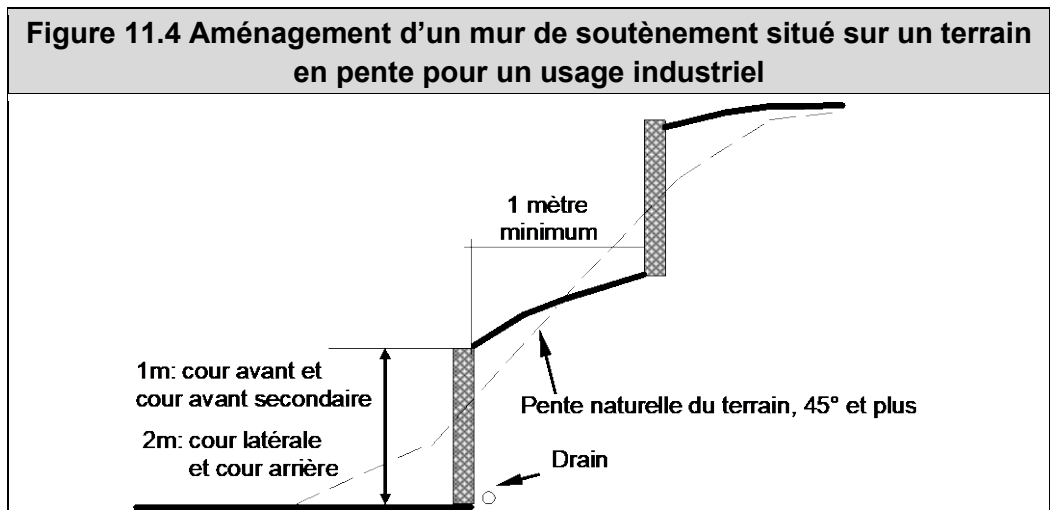 Figure 11.4 Aménagement d’un mur de soutènement situé sur un terrain
en pente pour un usage industriel
1 mètre
minimum
1m: cour avant et
cour avant secondaire
2m: cour latérale
et cour arrière
Pente naturelle du terrain, 45° et plus
Drain